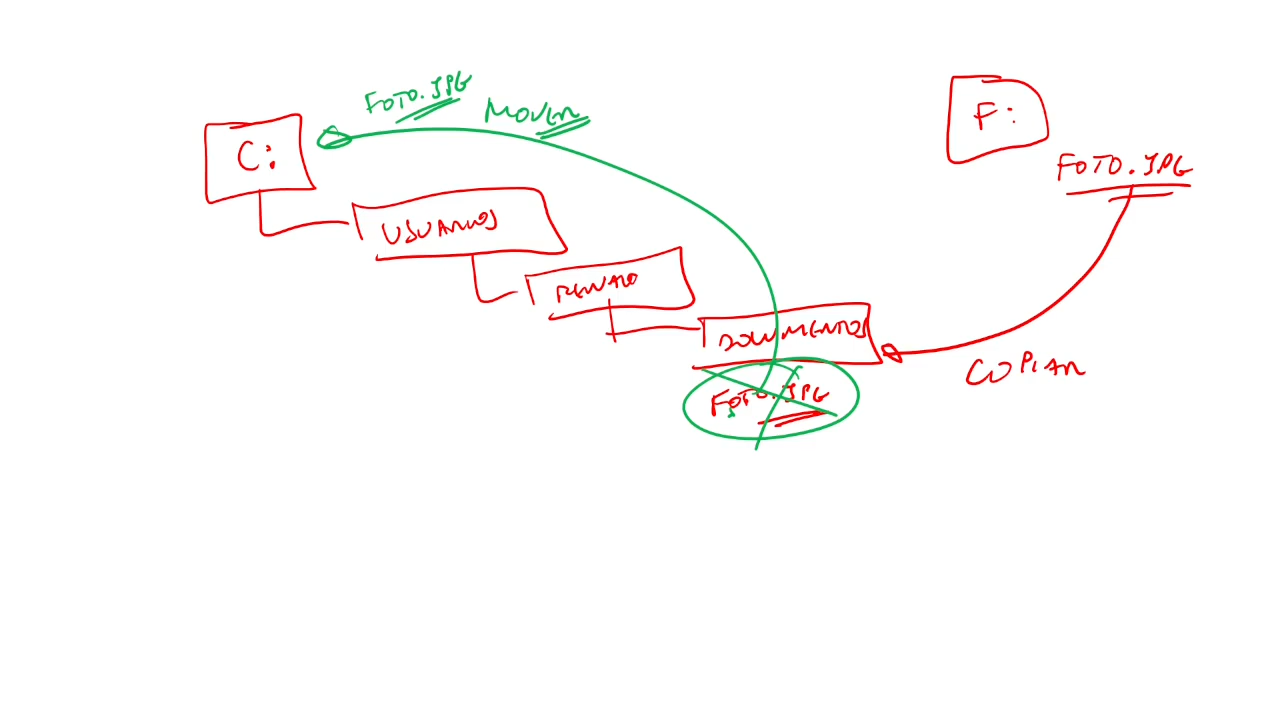 FOTO.JPG
MOVER
C:
F:
FOTO.JPG
USUARIOS
RENATO
DOCUMENTOS
COPIAR
FOTO.JPG